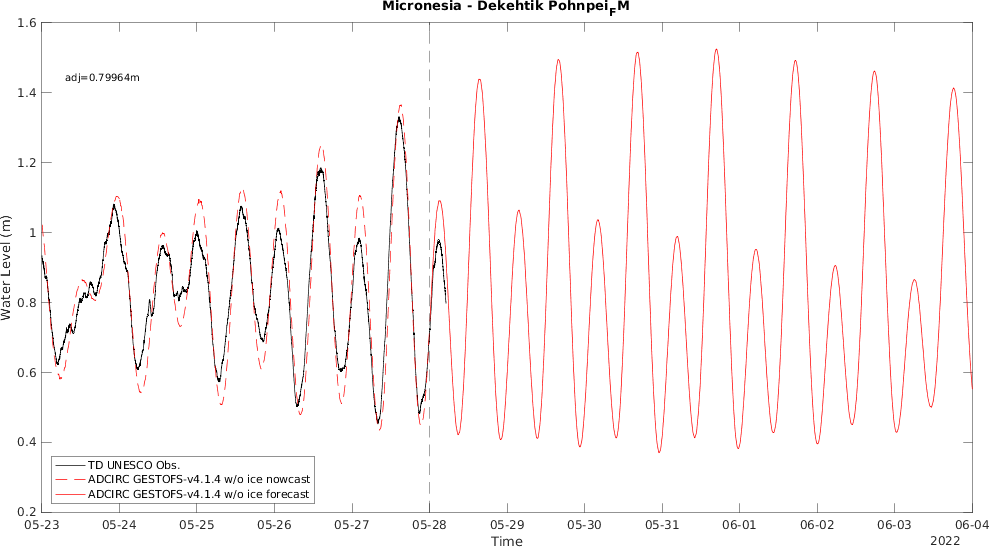 Micronesia - Dekehtik Pohnpei_FM
adj=0.79964m
Water Level (m)
1.6
1.4
1.2
1
0.8
0.6
0.4
0.2
TD UNESCO Obs.
ADCIRC GESTOFS-v4.1.4 w/o ice nowcast
ADCIRC GESTOFS-v4.1.4 w/o ice forecast
05-23 05-24 05-25 05-26 05-27 05-28 05-29 05-30 05-31 06-01 06-02 06-03 06-04
Time
2022